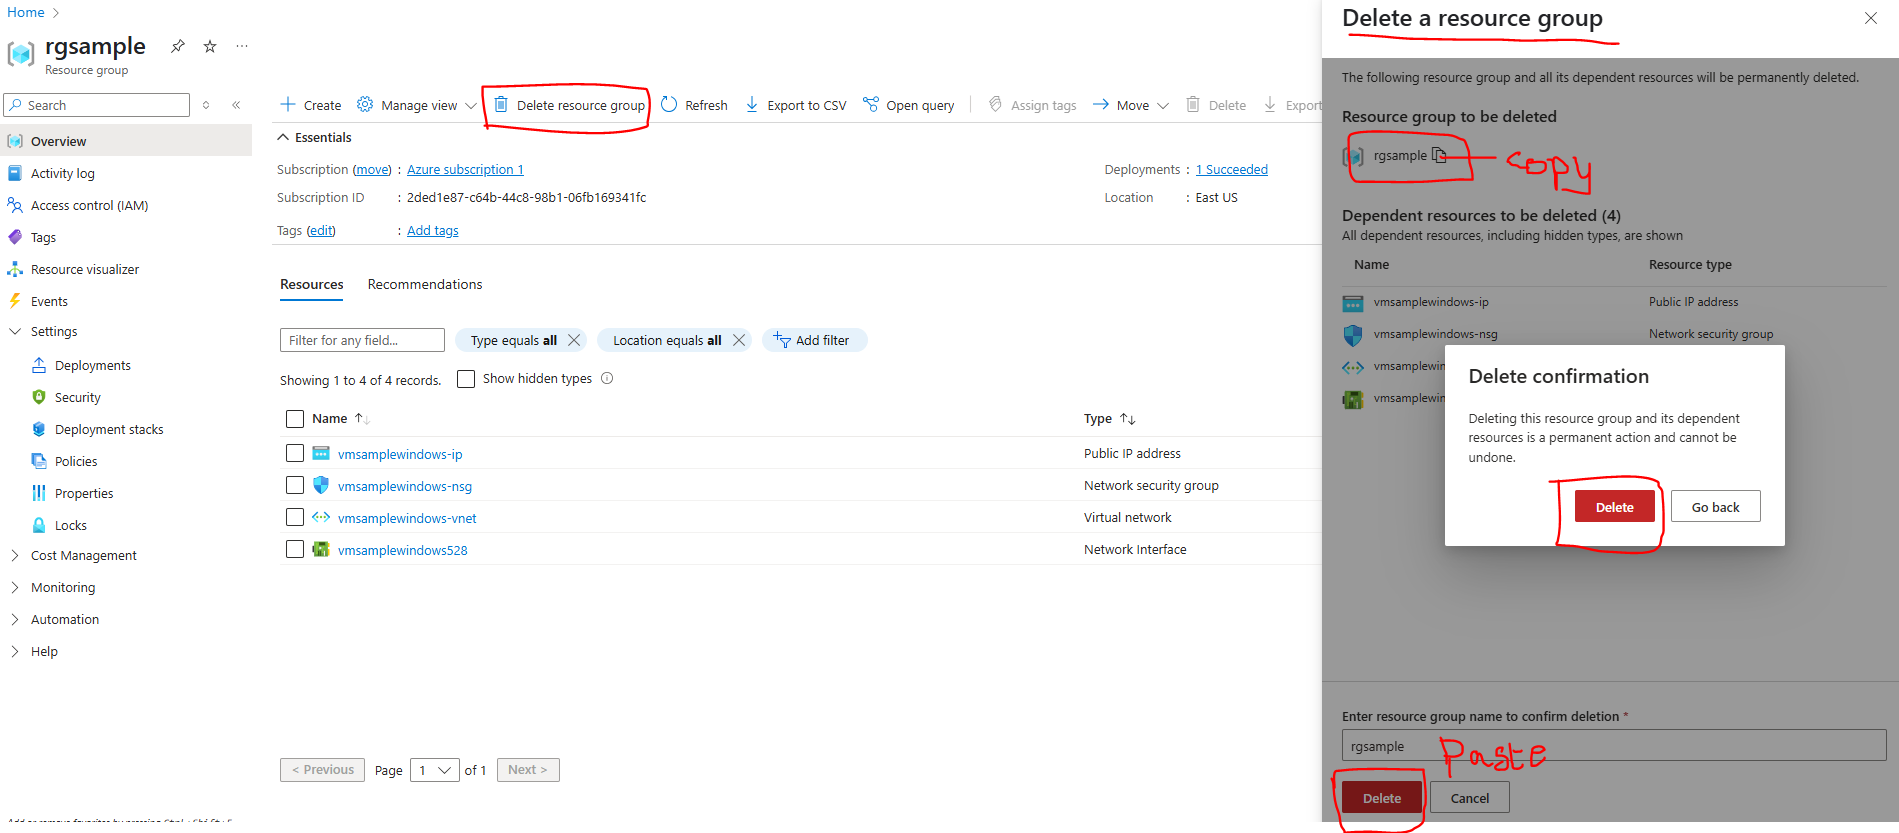 Home
rgsample
Resource group
Search
Overview
Activity log
Access control (IAM)
Tags
Resource visualizer
Events
Settings
Deployments
Security
Deployment stacks
Policies
Properties
Locks
Cost Management
Monitoring
Automation
Help
Create Manage view Delete resource group Refresh Export to CSV Open query Assign tags Move Delete Export
Essentials
Subscription (move) : Azure subscription 1
Subscription ID : 2ded1e87-c64b-44c8-98b1-06fb169341fc
Tags (edit) : Add tags
Deployments : 1 Succeeded
Location : East US
Resources Recommendations
Filter for any field... Type equals all Location equals all Add filter
Showing 1 to 4 of 4 records. Show hidden types
Name Type
vmsamplewindows-ip Public IP address
vmsamplewindows-nsg Network security group
vmsamplewindows-vnet Virtual network
vmsamplewindows528 Network Interface
< Previous Page 1 of 1 Next >
Delete a resource group
The following resource group and all its dependent resources will be permanently deleted.
Resource group to be deleted
rgsample copy
Dependent resources to be deleted (4)
All dependent resources, including hidden types, are shown
Name Resource type
vmsamplewindows-ip Public IP address
vmsamplewindows-nsg Network security group
vmsamplewin
vmsamplewin
Delete confirmation
Deleting this resource group and its dependent
resources is a permanent action and cannot be
undone.
Delete Go back
Enter resource group name to confirm deletion *
rgsample Paste
Delete Cancel